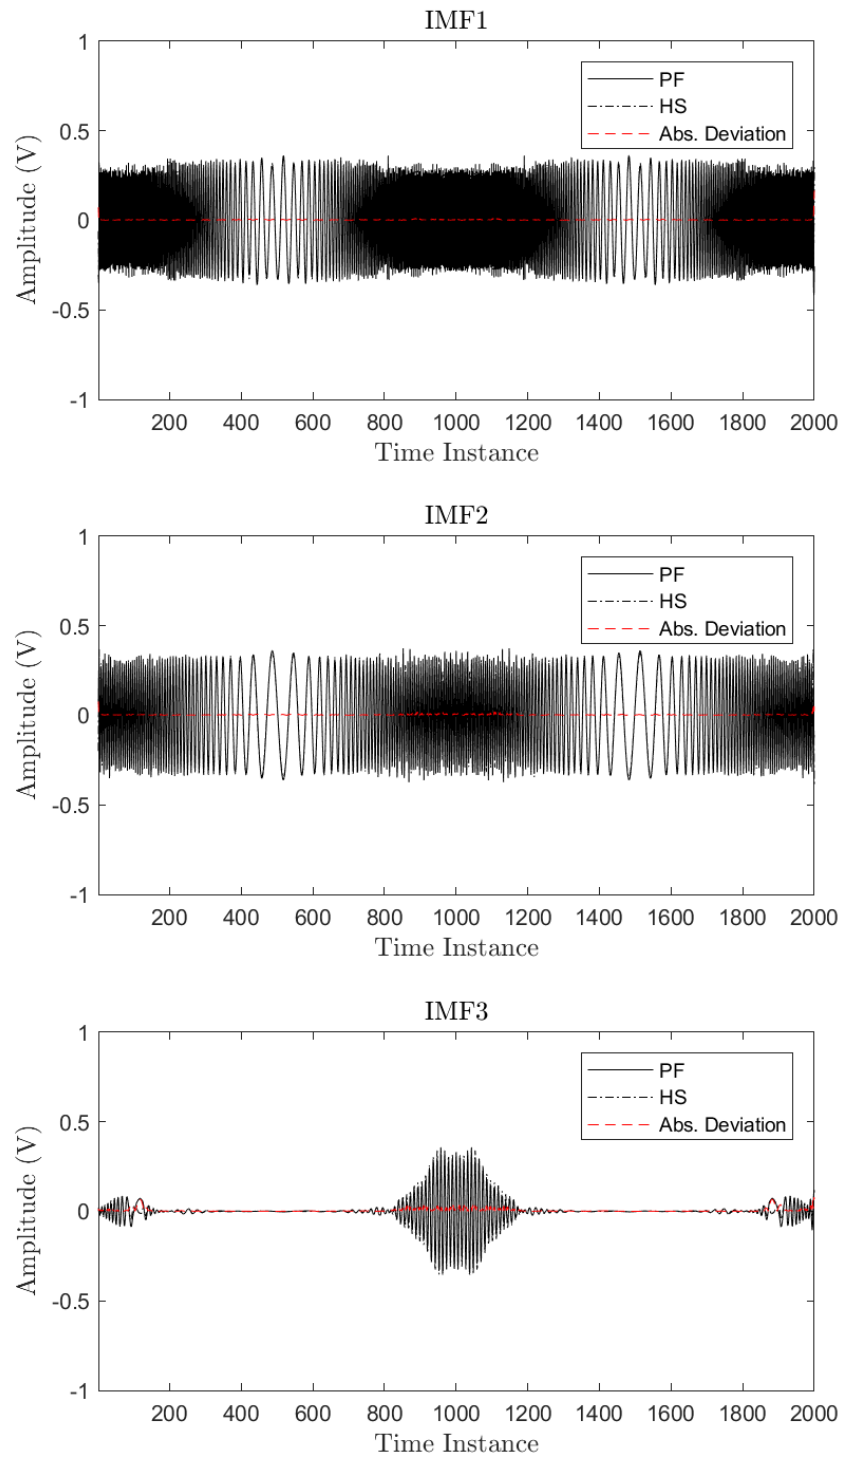 IMF1
1
0.5
0
-0.5
-1
Amplitude (V)
PF
HS
Abs. Deviation
200 400 600 800 1000 1200 1400 1600 1800 2000
Time Instance
IMF2
1
0.5
0
-0.5
-1
Amplitude (V)
PF
HS
Abs. Deviation
200 400 600 800 1000 1200 1400 1600 1800 2000
Time Instance
IMF3
1
0.5
0
-0.5
-1
Amplitude (V)
PF
HS
Abs. Deviation
200 400 600 800 1000 1200 1400 1600 1800 2000
Time Instance